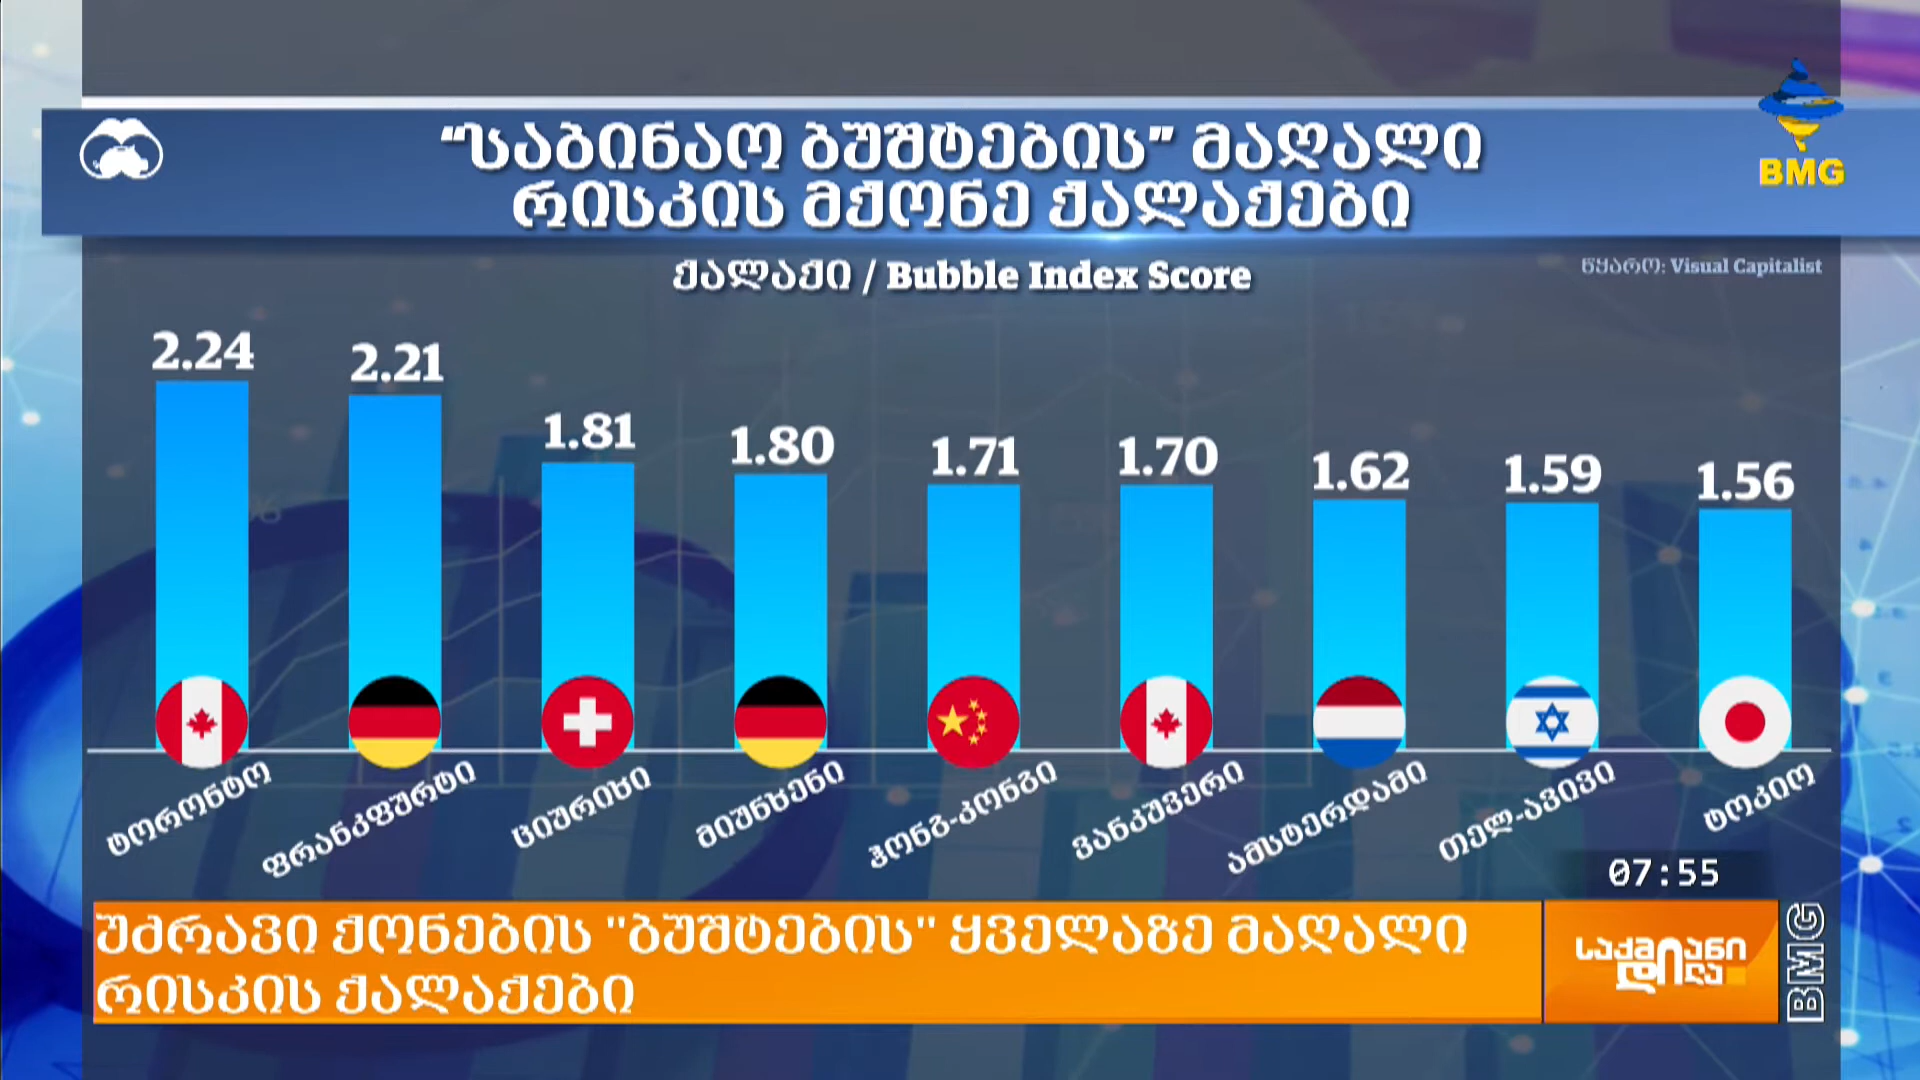 “საბინაო ბუშტების” მაღალი
რისკის მქონე ქალაქები
BMG
ქალაქი / Bubble Index Score
წყარო: Visual Capitalist
2.24
2.21
1.81
1.80
1.71
1.70
1.62
1.59
1.56
ტორონტო
ფრანკფურტი
ციურიხი
მიუნხენი
ჰონგ-კონგი
ვანკუვერი
ამსტერდამი
თელ-ავივი
ტოკიო
07:55
უძრავი ქონების "ბუშტების" ყველაზე მაღალი
რისკის ქალაქები
საქმიანი
დილა
BMG